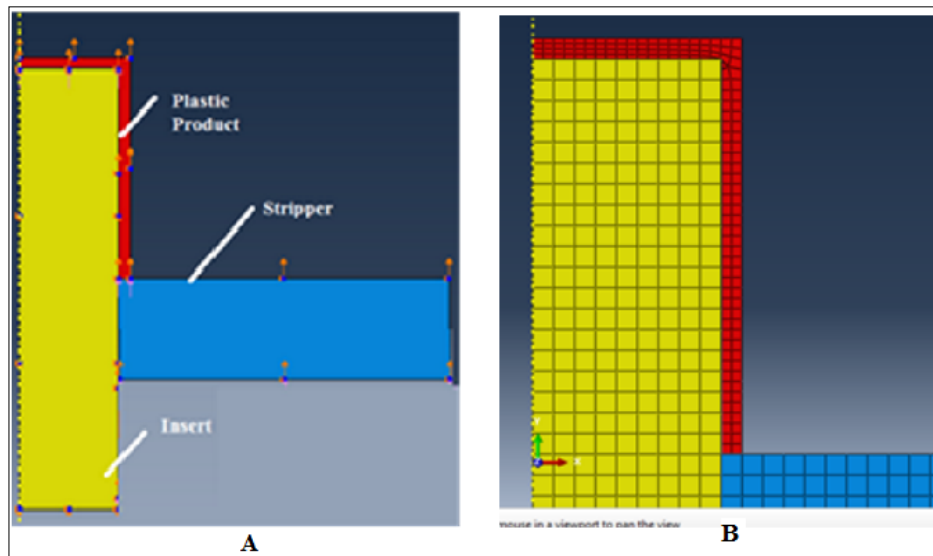 Plastic
Product
Stripper
Insert
Y
X
mouse in a viewport to pan the view
A
B